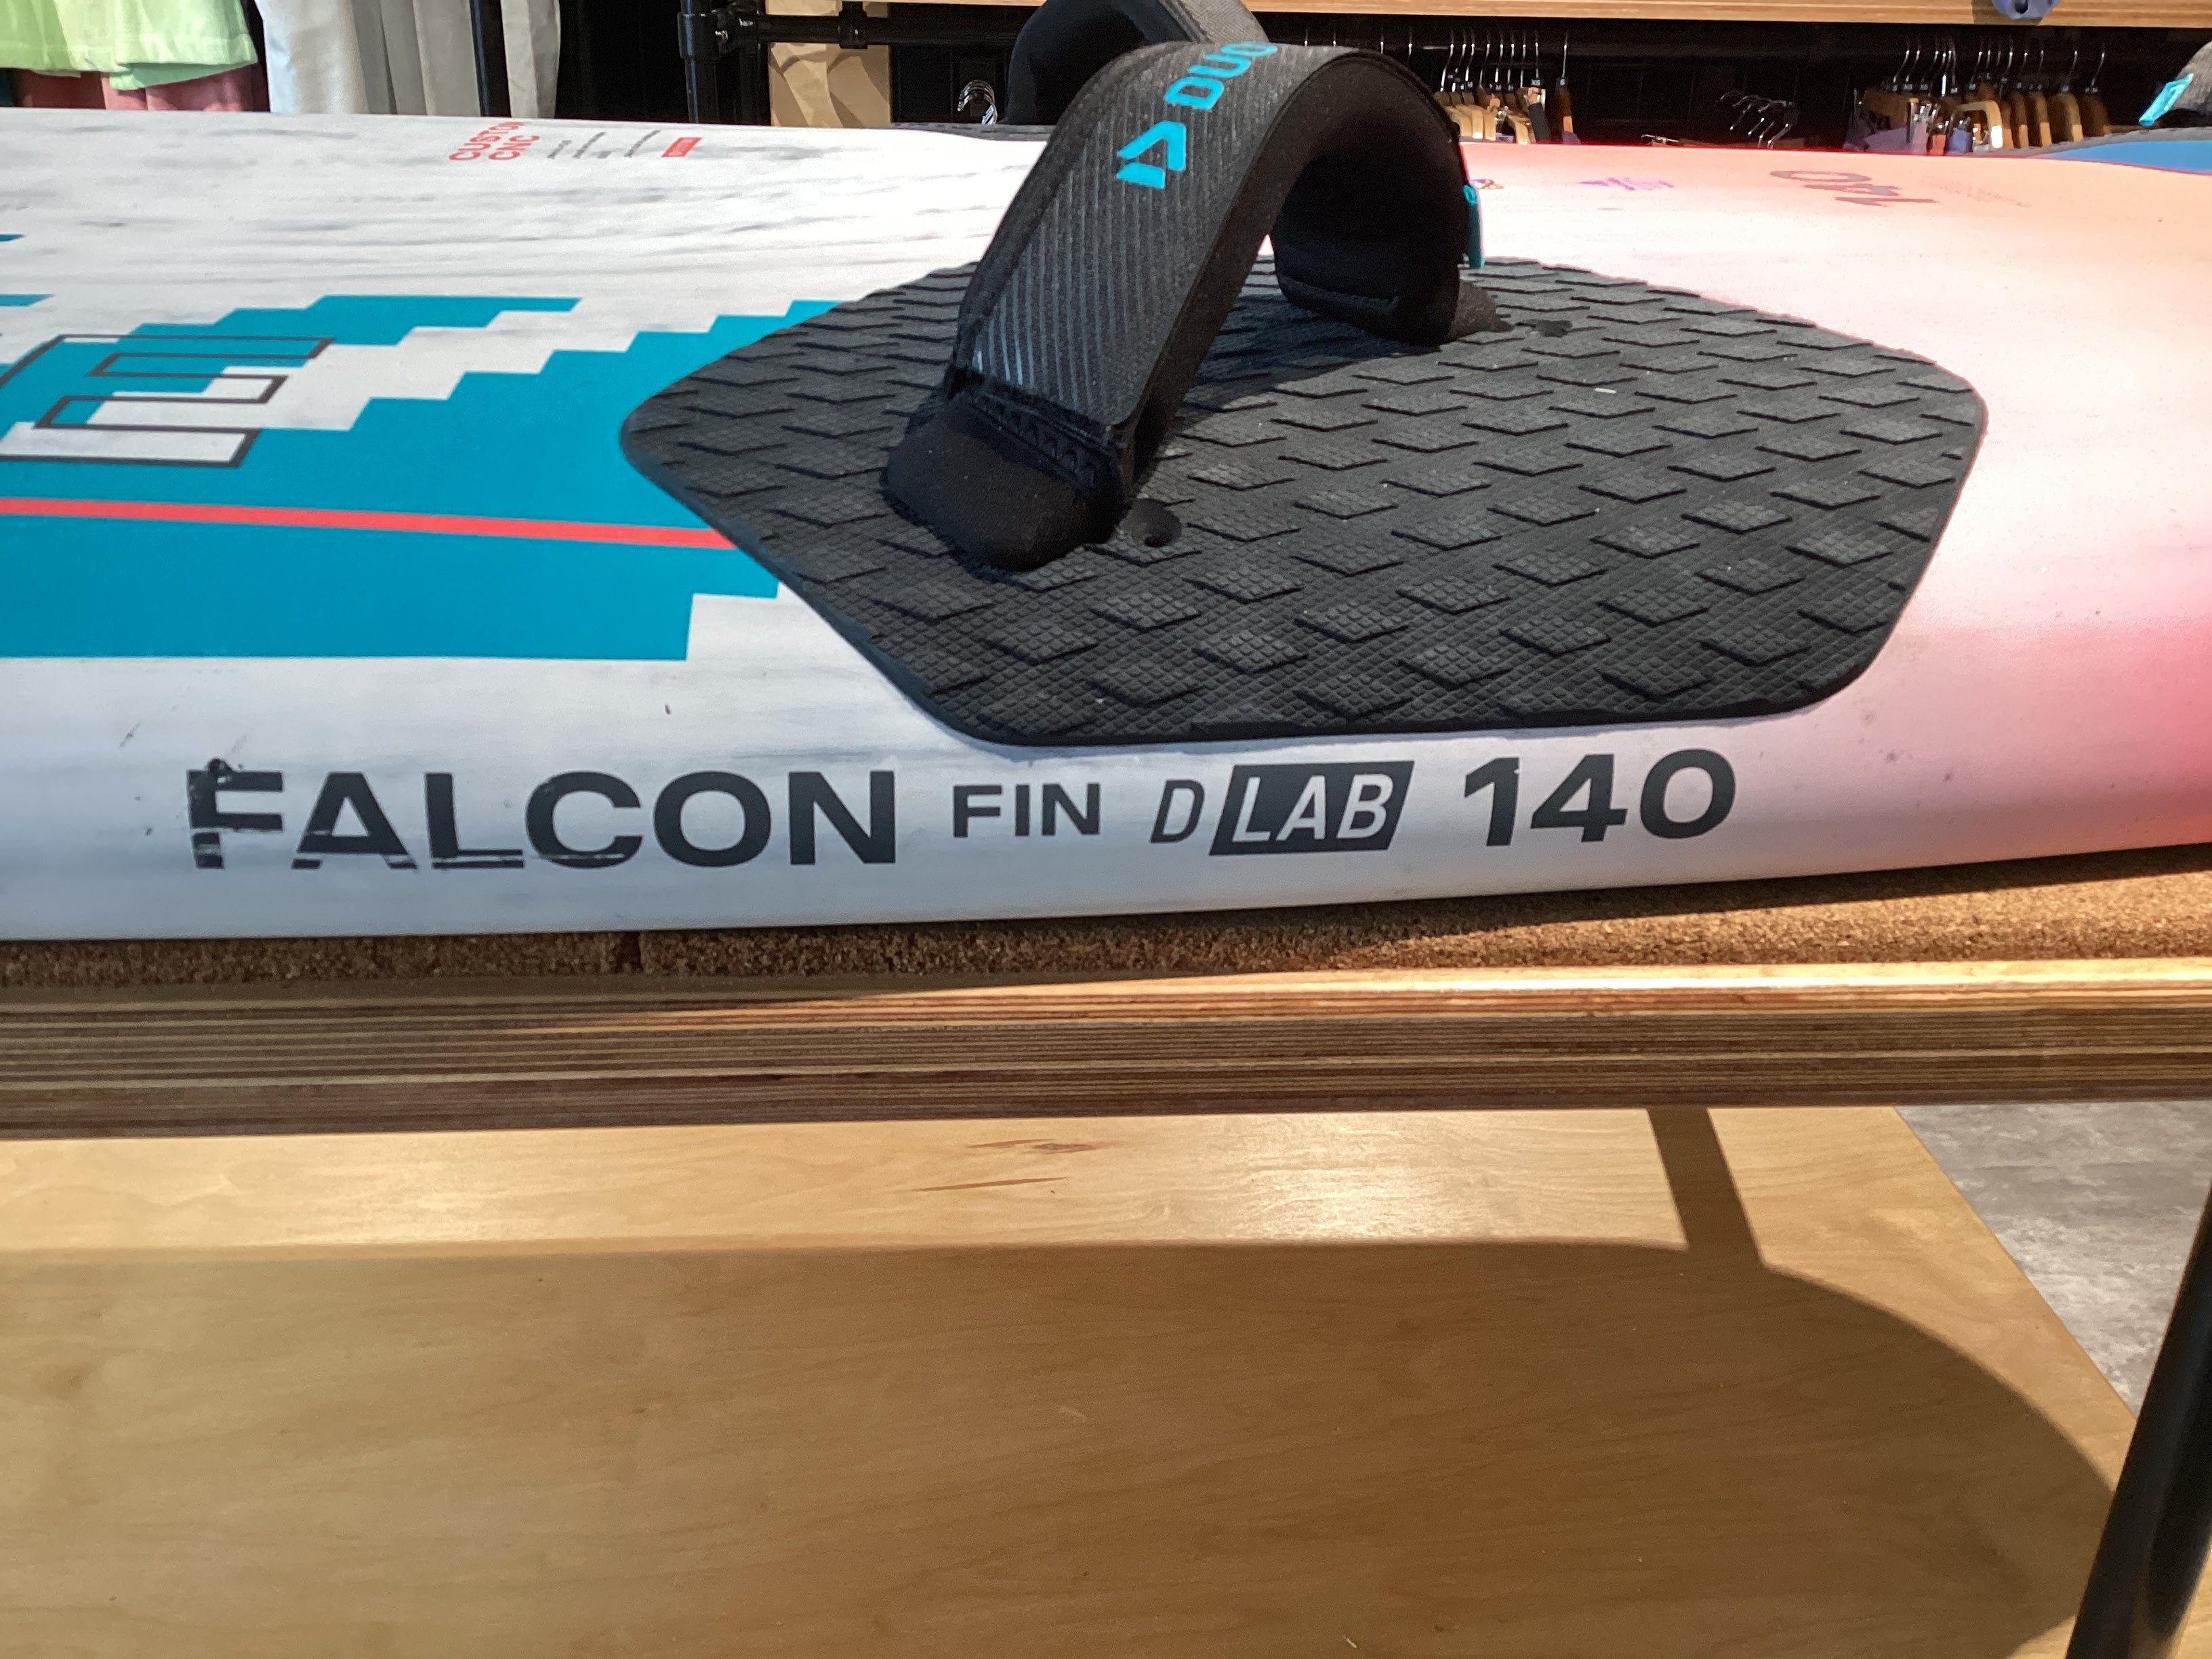 DUO
CUSTOM
CNC
FALCON FIN DLAB 140